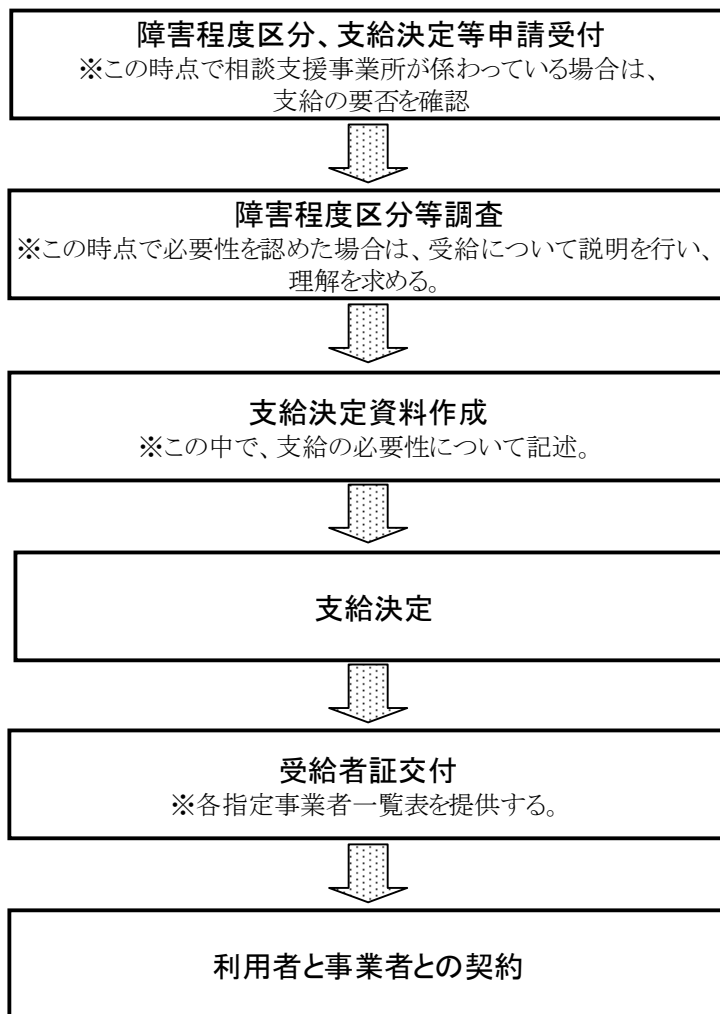 障害程度区分、支給決定等申請受付
※この時点で相談支援事業所が係わっている場合は、
支給の要否を確認
障害程度区分等調査
※この時点で必要性を認めた場合は、受給について説明を行い、
理解を求める。
支給決定資料作成
※この中で、支給の必要性について記述。
支給決定
受給者証交付
※各指定事業者一覧表を提供する。
利用者と事業者との契約